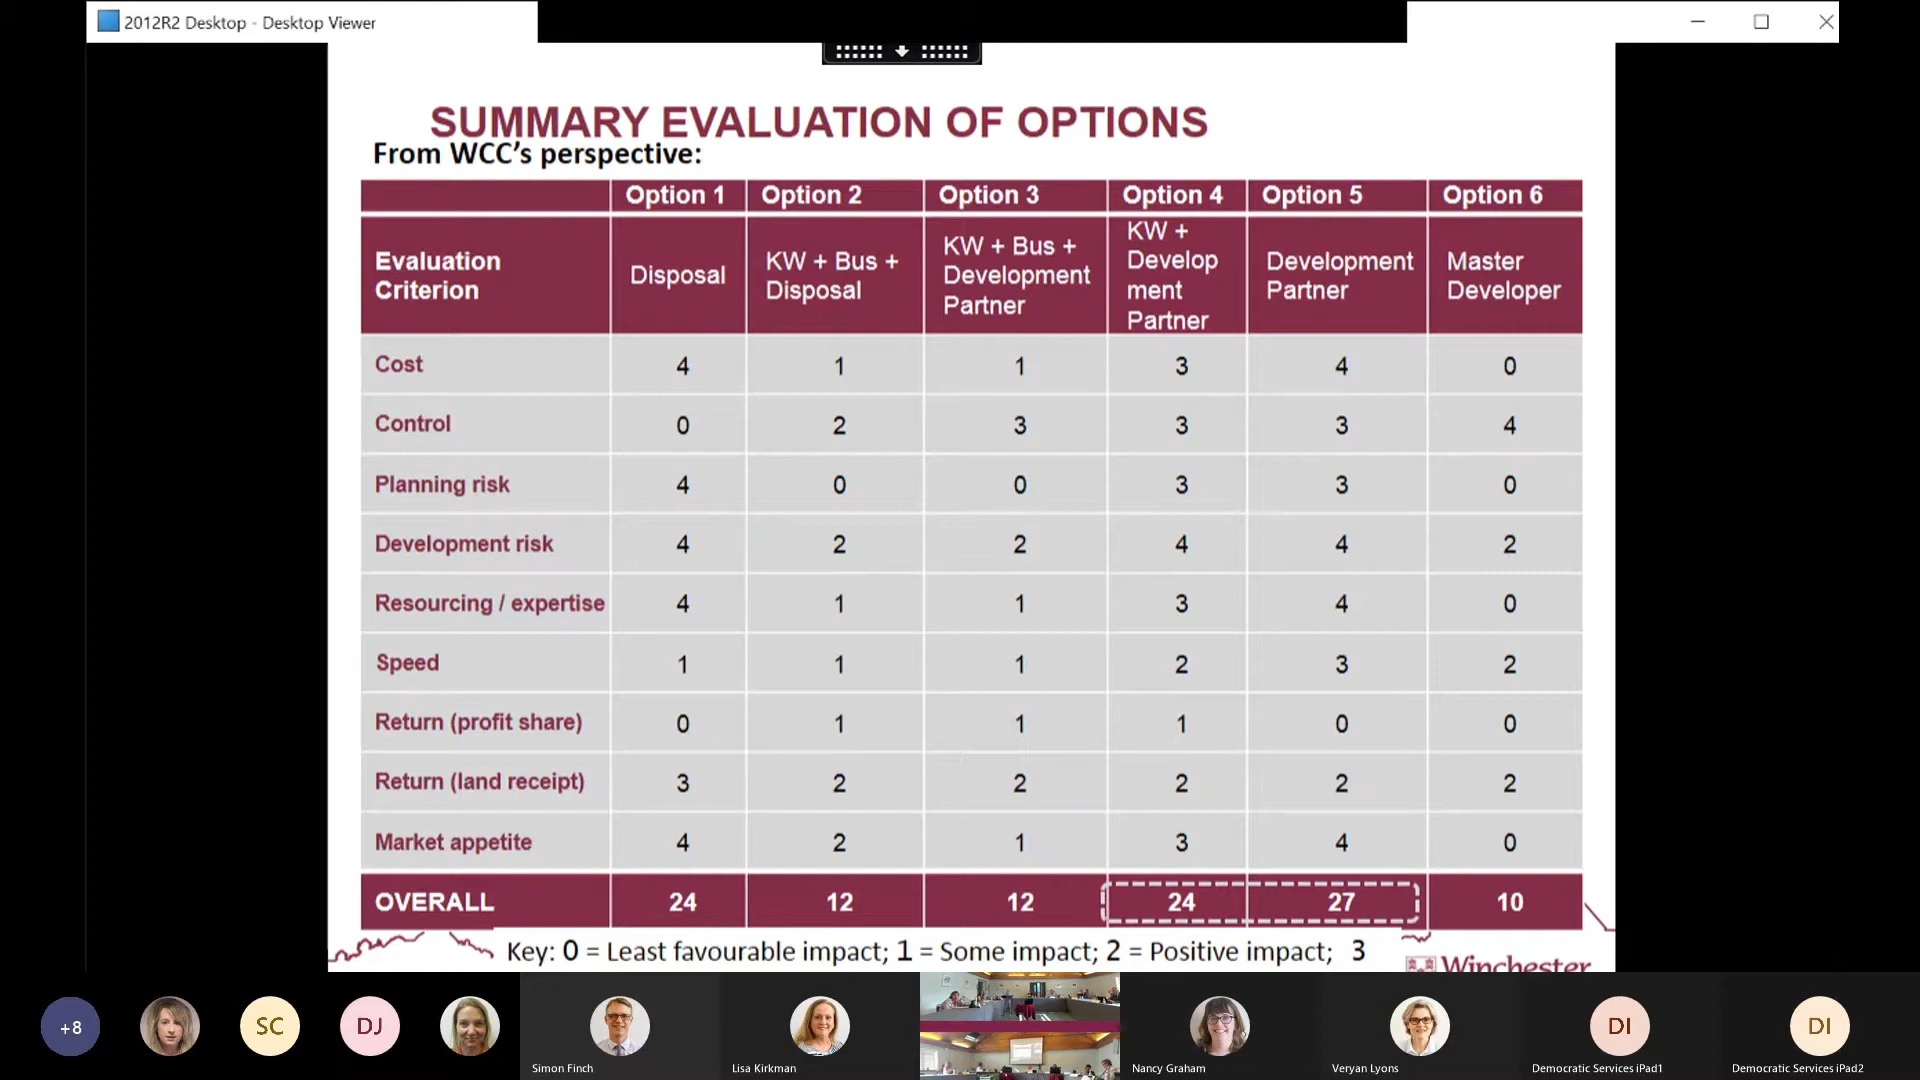 2012R2 Desktop - Desktop Viewer
SUMMARY EVALUATION OF OPTIONS
From WCC's perspective:
Option 1 Option 2 Option 3 Option 4 Option 5 Option 6
Evaluation Criterion Disposal KW + Bus + Disposal KW + Bus + Development Partner KW + Develop ment Partner Development Partner Master Developer
Cost 4 1 1 3 4 0
Control 0 2 3 3 3 4
Planning risk 4 0 0 3 3 0
Development risk 4 2 2 4 4 2
Resourcing / expertise 4 1 1 3 4 0
Speed 1 1 1 2 3 2
Return (profit share) 0 1 1 1 0 0
Return (land receipt) 3 2 2 2 2 2
Market appetite 4 2 1 3 4 0
OVERALL 24 12 12 24 27 10
Key: 0 = Least favourable impact; 1 = Some impact; 2 = Positive impact; 3
Winchester
+8 SC DJ DI DI
Simon Finch Lisa Kirkman Nancy Graham Veryan Lyons Democratic Services iPad1 Democratic Services iPad2